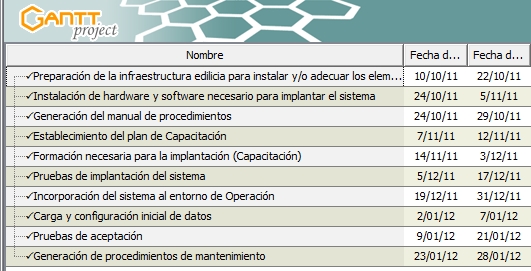 GANTT
project
Nombre Fecha d... Fecha d...
Preparación de la infraestructura edilicia para instalar y/o adecuar los elem... 10/10/11 22/10/11
Instalación de hardware y software necesario para implantar el sistema 24/10/11 5/11/11
Generación del manual de procedimientos 24/10/11 29/10/11
Establecimiento del plan de Capacitación 7/11/11 12/11/11
Formación necesaria para la implantación (Capacitación) 14/11/11 3/12/11
Pruebas de implantación del sistema 5/12/11 17/12/11
Incorporación del sistema al entorno de Operación 19/12/11 31/12/11
Carga y configuración inicial de datos 2/01/12 7/01/12
Pruebas de aceptación 9/01/12 21/01/12
Generación de procedimientos de mantenimiento 23/01/12 28/01/12